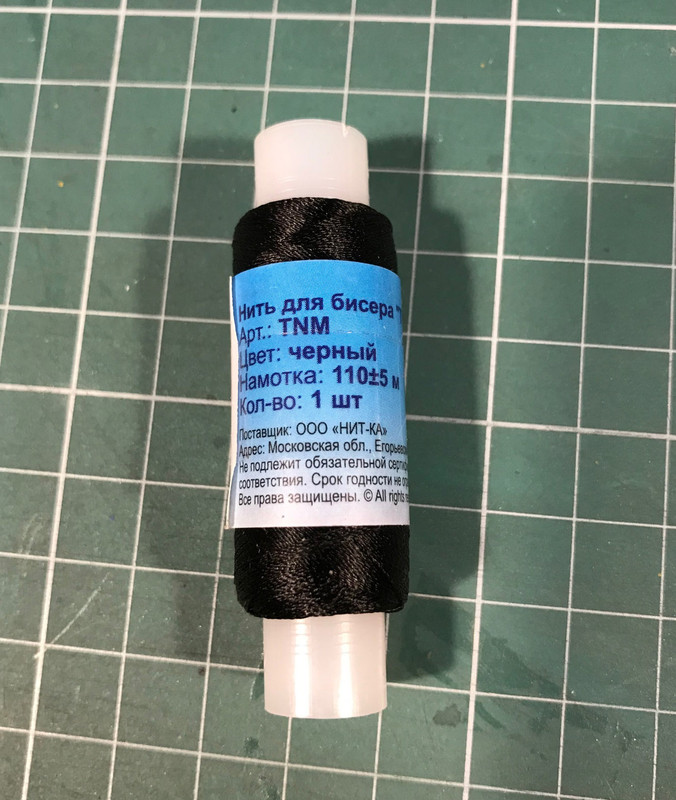 Нить для бисера "
Арт.: TNM
Цвет: черный
Намотка: 110±5 м
Кол-во: 1 шт
Поставщик: ООО «НИТ-КА»
Адрес: Московская обл.,
Не подлежит обязательной
соответствия. Срок годности не
Все права защищены. © All rights